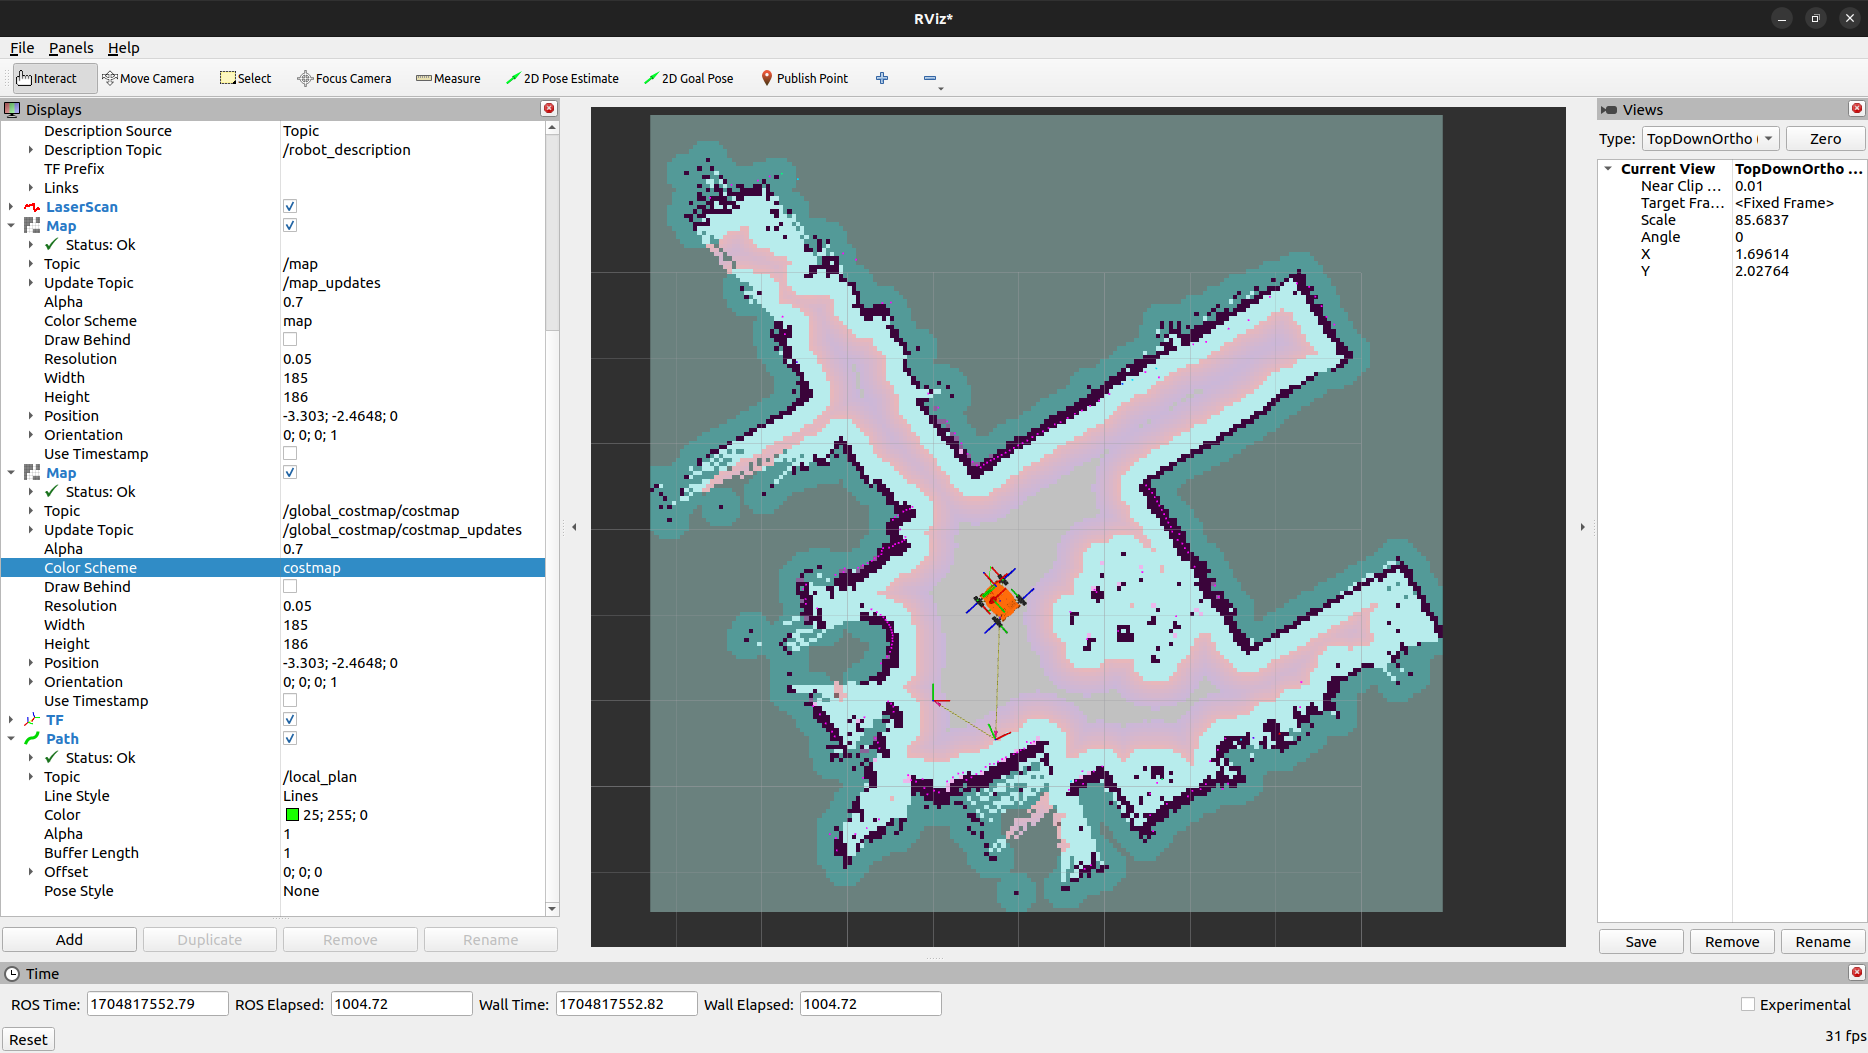 RViz*
File Panels Help
Interact Move Camera Select Focus Camera Measure 2D Pose Estimate 2D Goal Pose Publish Point
Displays
Description Source Topic
Description Topic /robot_description
TF Prefix
Links
LaserScan
Map
Status: Ok
Topic /map
Update Topic /map_updates
Alpha 0.7
Color Scheme map
Draw Behind
Resolution 0.05
Width 185
Height 186
Position -3.303; -2.4648; 0
Orientation 0; 0; 0; 1
Use Timestamp
Map
Status: Ok
Topic /global_costmap/costmap
Update Topic /global_costmap/costmap_updates
Alpha 0.7
Color Scheme costmap
Draw Behind
Resolution 0.05
Width 185
Height 186
Position -3.303; -2.4648; 0
Orientation 0; 0; 0; 1
Use Timestamp
TF
Path
Status: Ok
Topic /local_plan
Line Style Lines
Color 25; 255; 0
Alpha 1
Buffer Length 1
Offset 0; 0; 0
Pose Style None
Add Duplicate Remove Rename
Views
Type: TopDownOrtho ( Zero
Current View TopDownOrtho ...
Near Clip ... 0.01
Target Fra... <Fixed Frame>
Scale 85.6837
Angle 0
X 1.69614
Y 2.02764
Save Remove Rename
Time
ROS Time: 1704817552.79 ROS Elapsed: 1004.72 Wall Time: 1704817552.82 Wall Elapsed: 1004.72 Experimental
Reset 31 fps